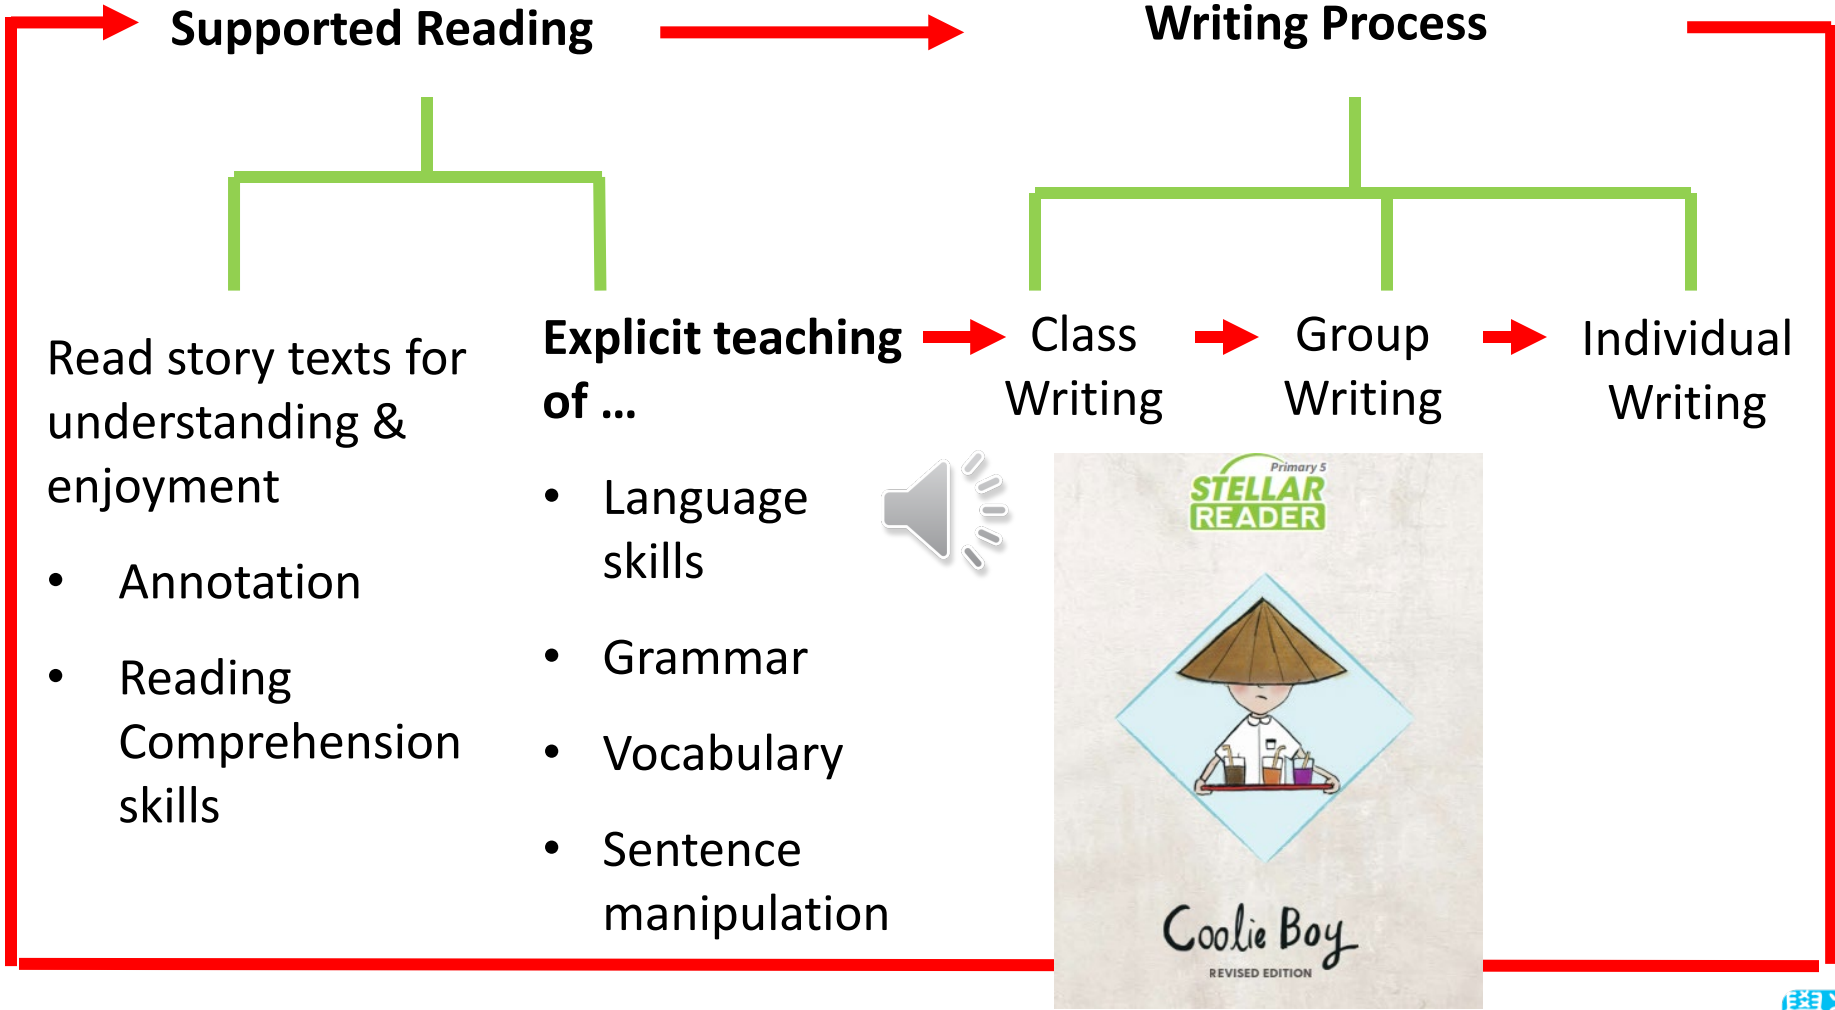 Supported Reading
Writing Process
Read story texts for
understanding &
enjoyment
• Annotation
• Reading
Comprehension
skills
Explicit teaching
of ...
• Language
skills
• Grammar
• Vocabulary
• Sentence
manipulation
Class
Writing
Group
Writing
Individual
Writing
Primary 5
STELLAR
READER
Coolie Boy
REVISED EDITION